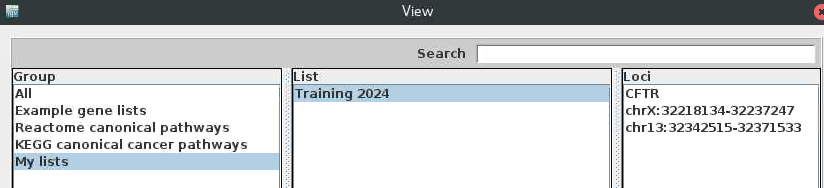 View
Search
Group
All
Example gene lists
Reactome canonical pathways
KEGG canonical cancer pathways
My lists
List
Training 2024
Loci
CFTR
chrX:32218134-32237247
chr13:32342515-32371533